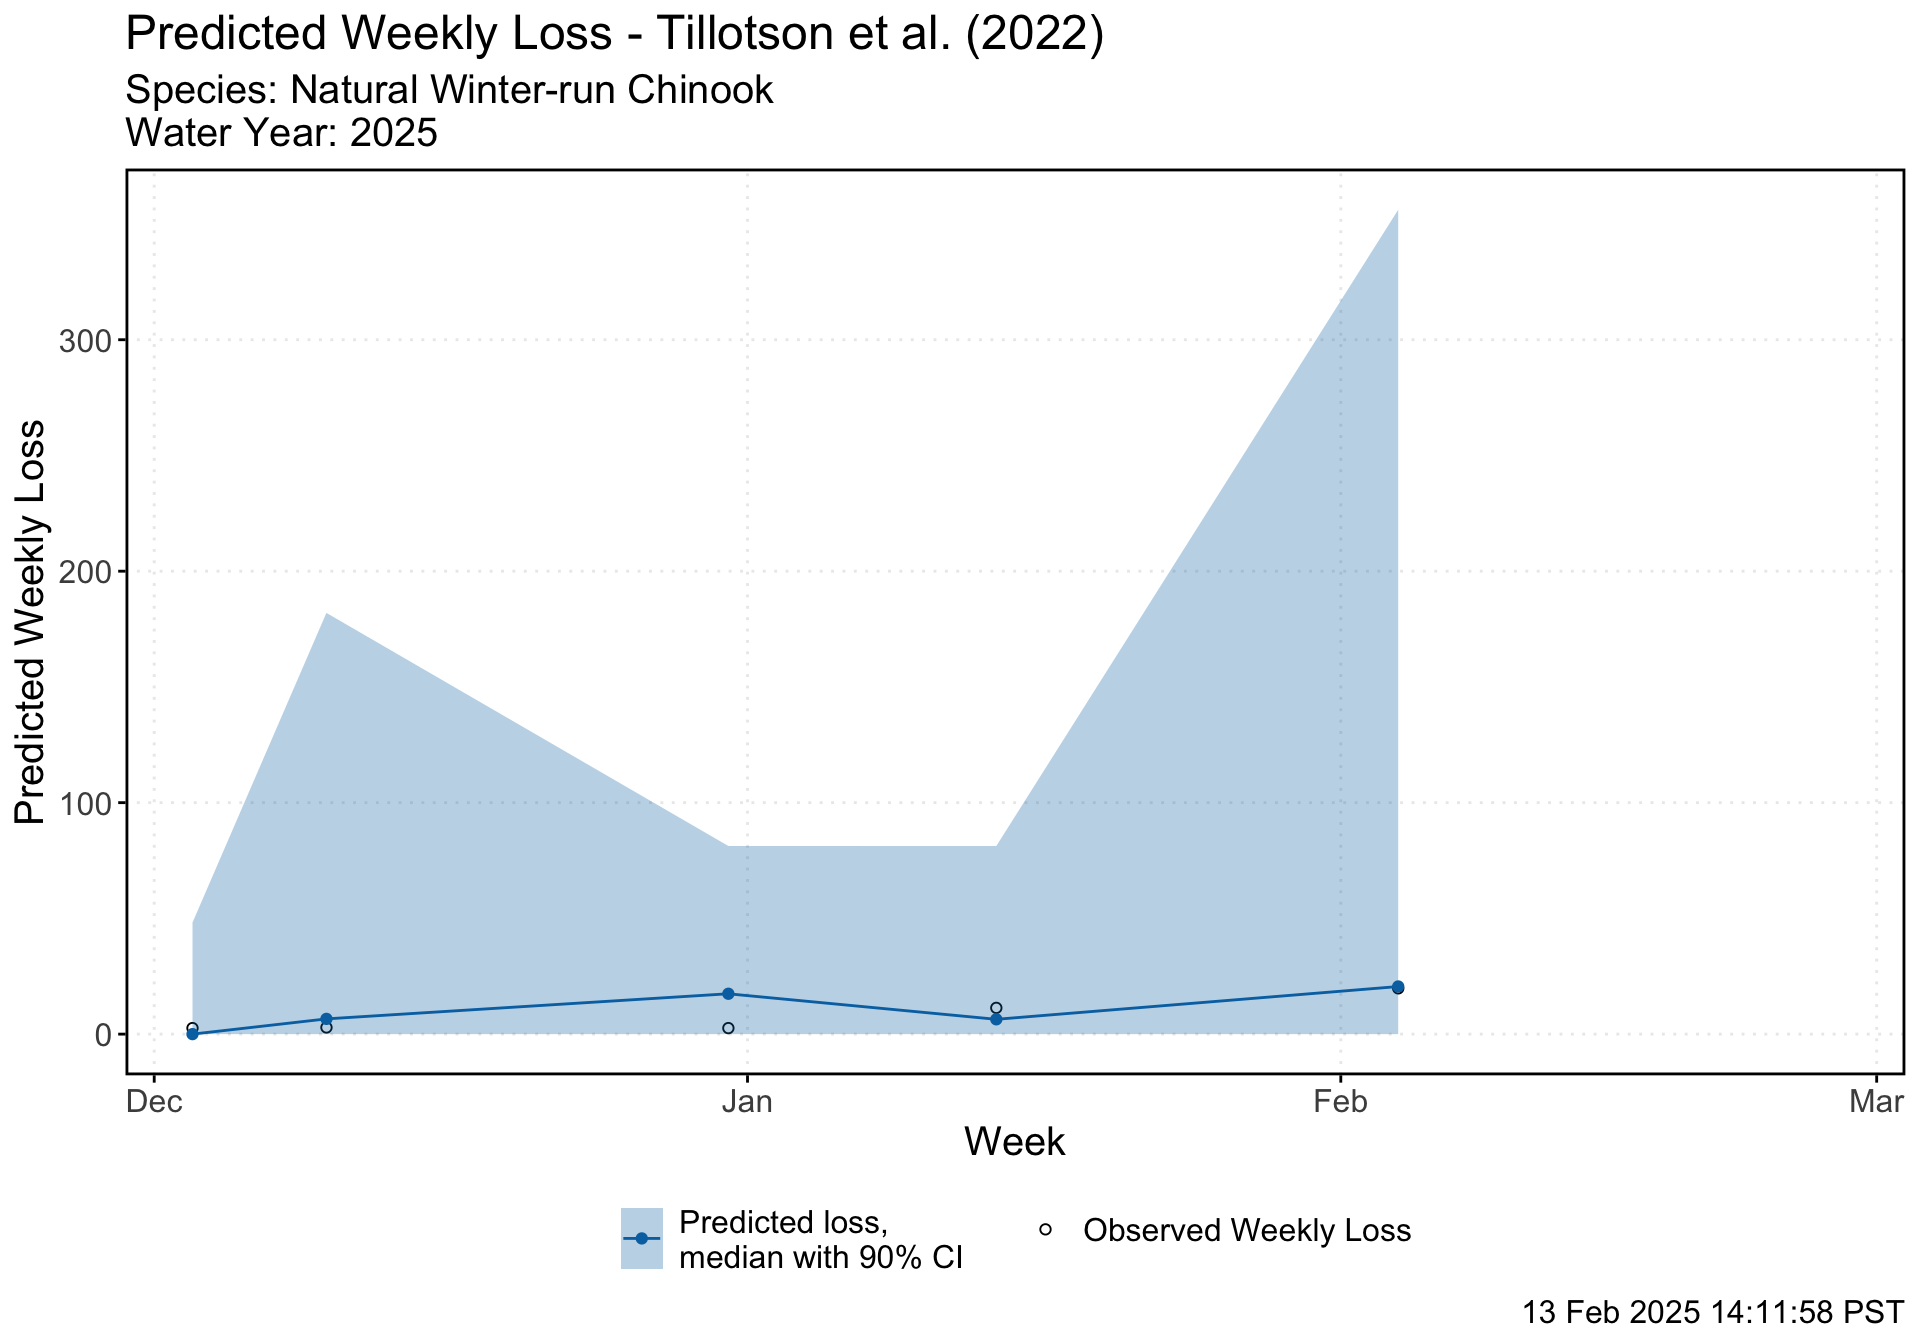 Predicted Weekly Loss - Tillotson et al. (2022)
Species: Natural Winter-run Chinook
Water Year: 2025
Predicted Weekly Loss
300
200
100
0
Dec
Jan
Feb
Mar
Week
Predicted loss,
median with 90% CI
Observed Weekly Loss
13 Feb 2025 14:11:58 PST